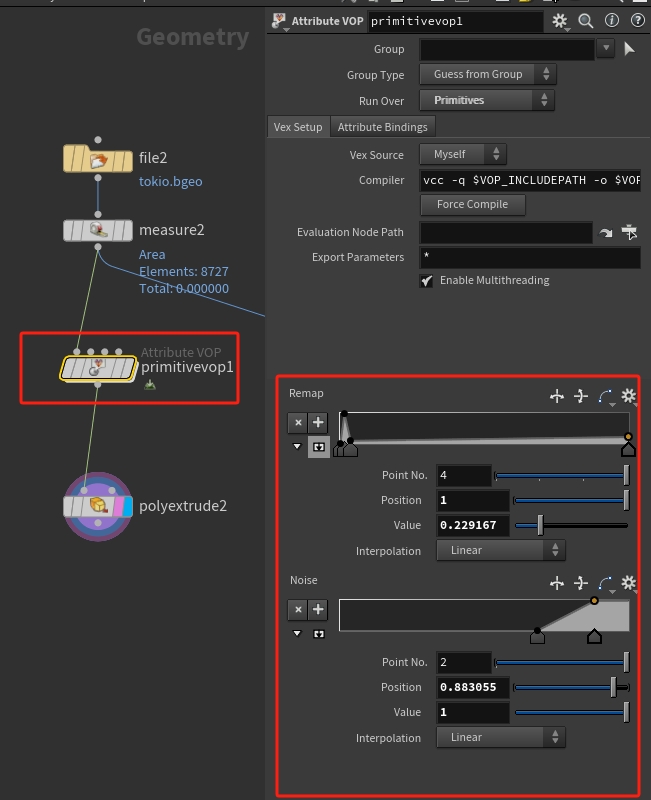 Geometry
Attribute VOP primitivevop1
Group
Group Type Guess from Group
Run Over Primitives
Vex Setup Attribute Bindings
Vex Source Myself
Compiler vcc -q $VOP_INCLUDEPATH -o $VOP
Force Compile
Evaluation Node Path
Export Parameters *
Enable Multithreading
file2
tokio.bgeo
measure2
Area
Elements: 8727
Total: 0.000000
Attribute VOP
primitivevop1
polyextrude2
Remap
Point No. 4
Position 1
Value 0.229167
Interpolation Linear
Noise
Point No. 2
Position 0.883055
Value 1
Interpolation Linear